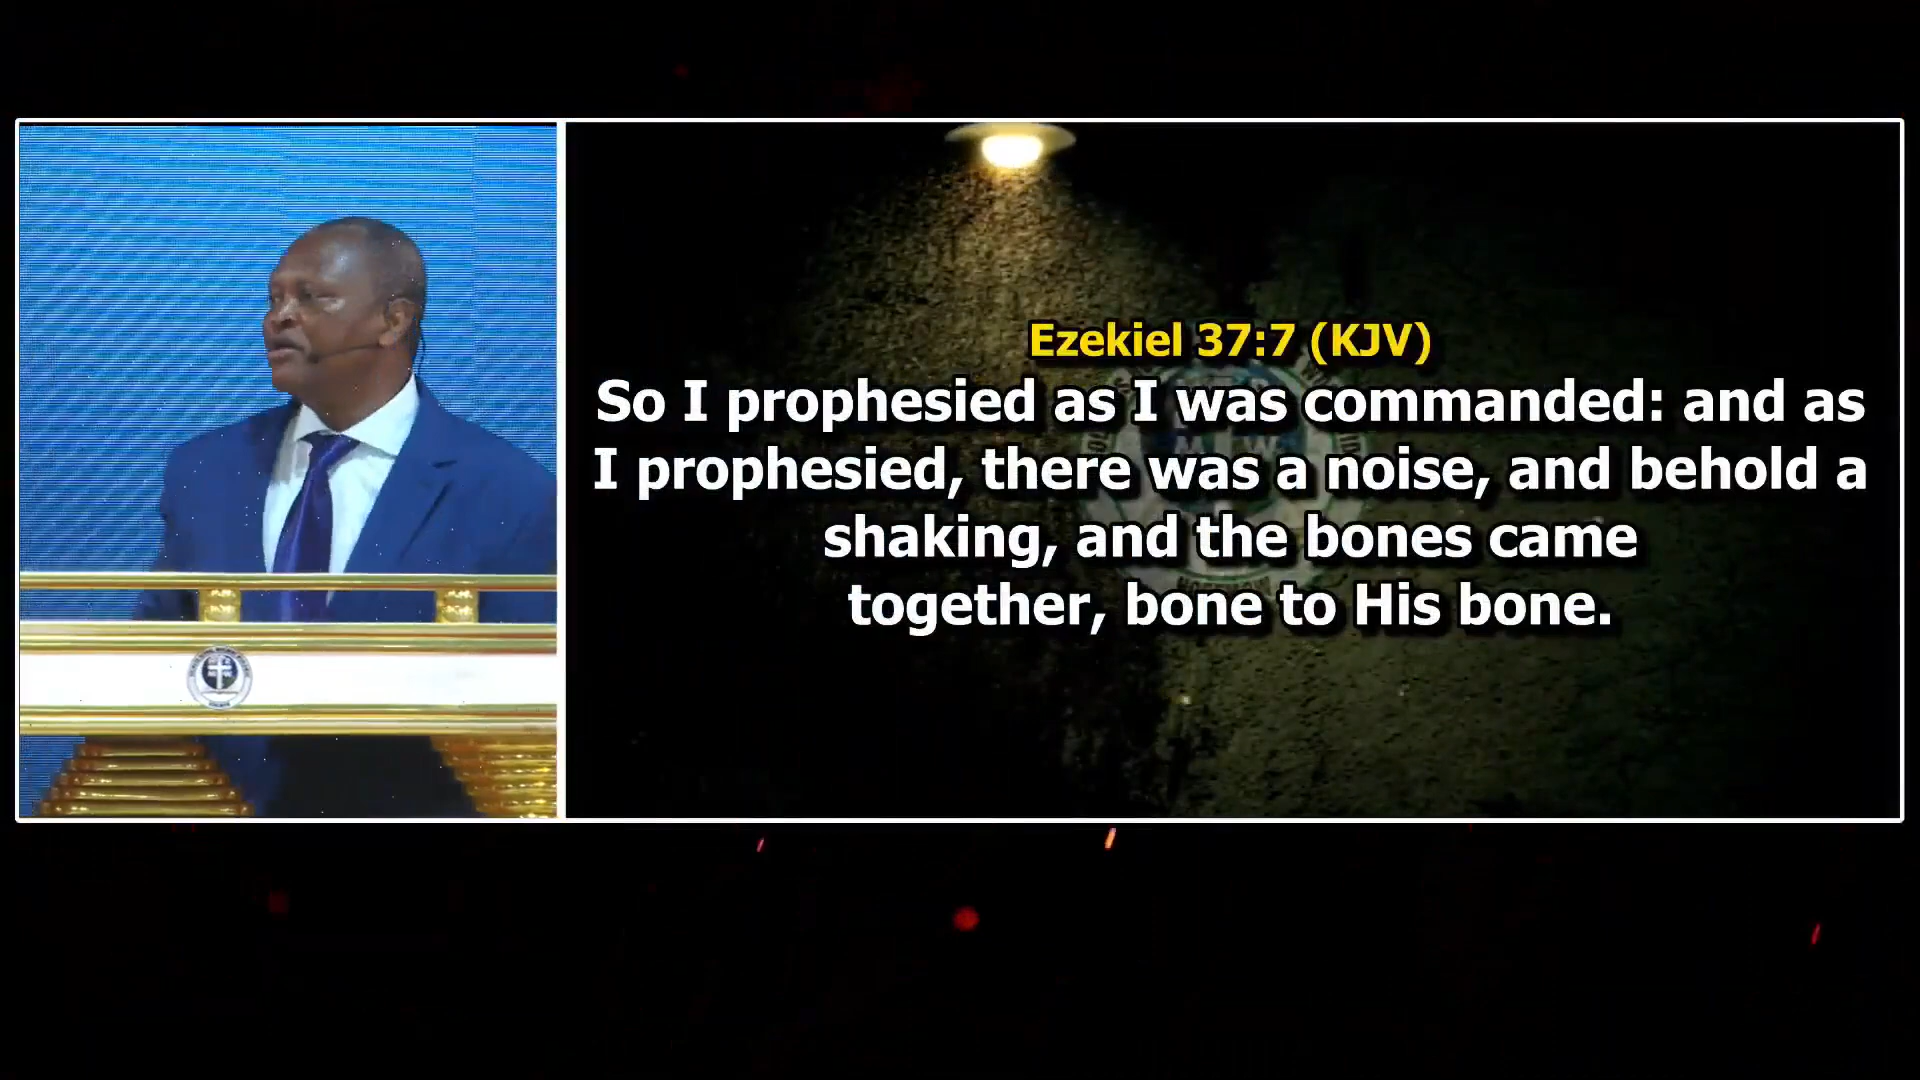 Ezekiel 37:7 (KJV)
So I prophesied as I was commanded: and as
I prophesied, there was a noise, and behold a
shaking, and the bones came
together, bone to His bone.